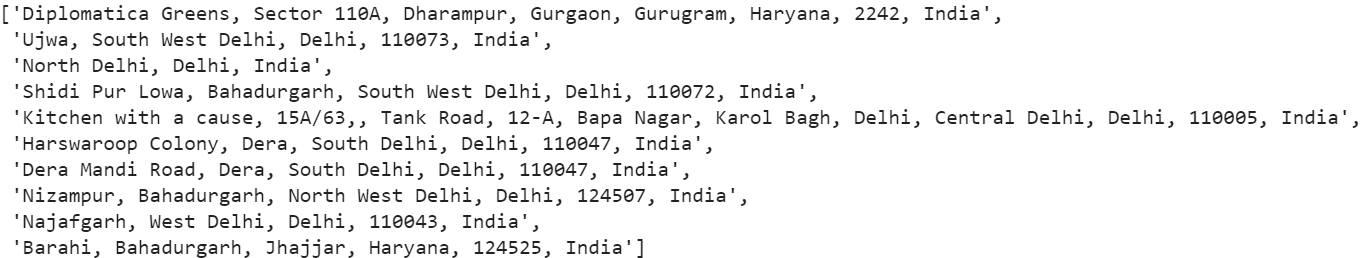 ['Diplomatica Greens, Sector 110A, Dharampur, Gurgaon, Gurugram, Haryana, 2242, India',
'Ujwa, South West Delhi, Delhi, 110073, India',
'North Delhi, Delhi, India',
'Shidi Pur Lowa, Bahadurgarh, South West Delhi, Delhi, 110072, India',
'Kitchen with a cause, 15A/63,, Tank Road, 12-A, Bapa Nagar, Karol Bagh, Delhi, Central Delhi, Delhi, 110005, India',
'Harswaroop Colony, Dera, South Delhi, Delhi, 110047, India',
'Dera Mandi Road, Dera, South Delhi, Delhi, 110047, India',
'Nizampur, Bahadurgarh, North West Delhi, Delhi, 124507, India',
'Najafgarh, West Delhi, Delhi, 110043, India',
'Barahi, Bahadurgarh, Jhajjar, Haryana, 124525, India']